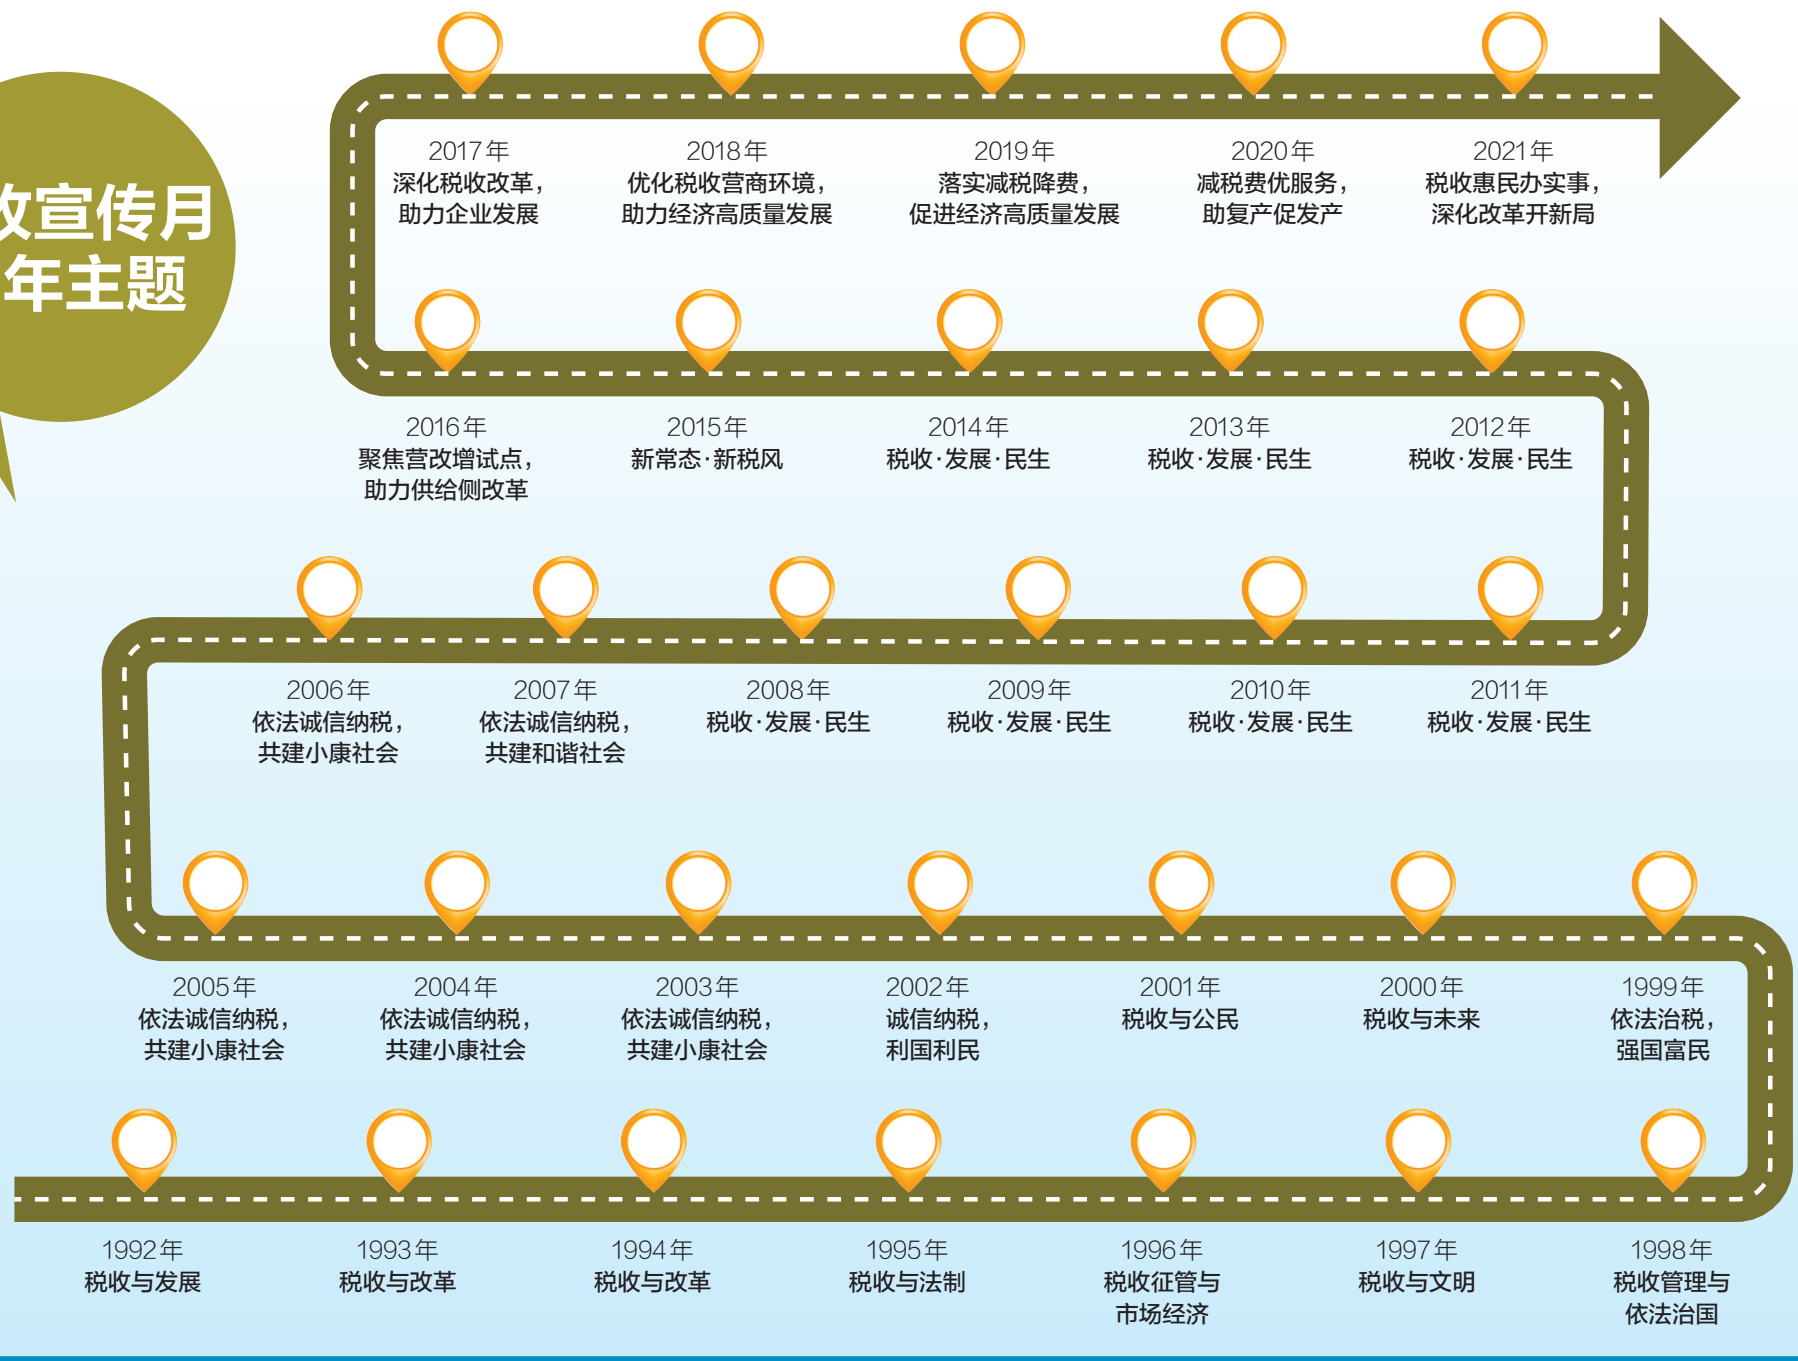 收宣传月
年主题
2017年
深化税收改革，
助力企业发展
2018年
优化税收营商环境，
助力经济高质量发展
2019年
落实减税降费，
促进经济高质量发展
2020年
减税费优服务，
助复产促发产
2021年
税收惠民办实事，
深化改革开新局
2016年
聚焦营改增试点，
助力供给侧改革
2015年
新常态·新税风
2014年
税收·发展·民生
2013年
税收·发展·民生
2012年
税收·发展·民生
2006年
依法诚信纳税，
共建小康社会
2007年
依法诚信纳税，
共建和谐社会
2008年
税收·发展·民生
2009年
税收·发展·民生
2010年
税收·发展·民生
2011年
税收·发展·民生
2005年
依法诚信纳税，
共建小康社会
2004年
依法诚信纳税，
共建小康社会
2003年
依法诚信纳税，
共建小康社会
2002年
诚信纳税，
利国利民
2001年
税收与公民
2000年
税收与未来
1999年
依法治税，
强国富民
1992年
税收与发展
1993年
税收与改革
1994年
税收与改革
1995年
税收与法制
1996年
税收征管与
市场经济
1997年
税收与文明
1998年
税收管理与
依法治国